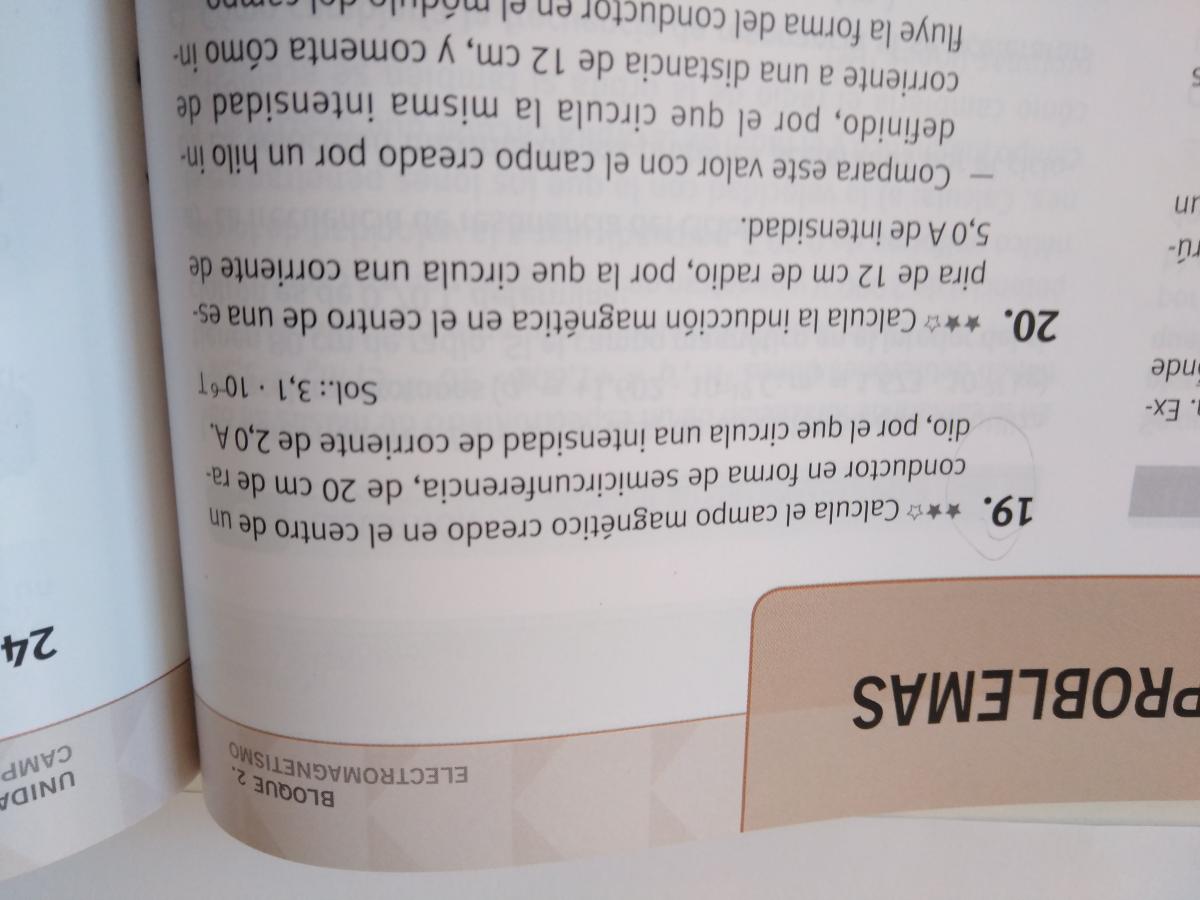 BLOQUE 2.
ELECTROMAGNETISMO
PROBLEMAS
19. ★★☆ Calcula el campo magnético creado en el centro de un
conductor en forma de semicircunferencia, de 20 cm de ra-
dio, por el que circula una intensidad de corriente de 2,0 A.
Sol.: 3,1 · 10⁻⁶ T
20. ★★☆ Calcula la inducción magnética en el centro de una es-
pira de 12 cm de radio, por la que circula una corriente de
5,0 A de intensidad.
— Compara este valor con el campo creado por un hilo in-
definido, por el que circula la misma intensidad de
corriente a una distancia de 12 cm, y comenta cómo in-
fluye la forma del conductor en el módulo del campo
. Ex-
rú-
un
24